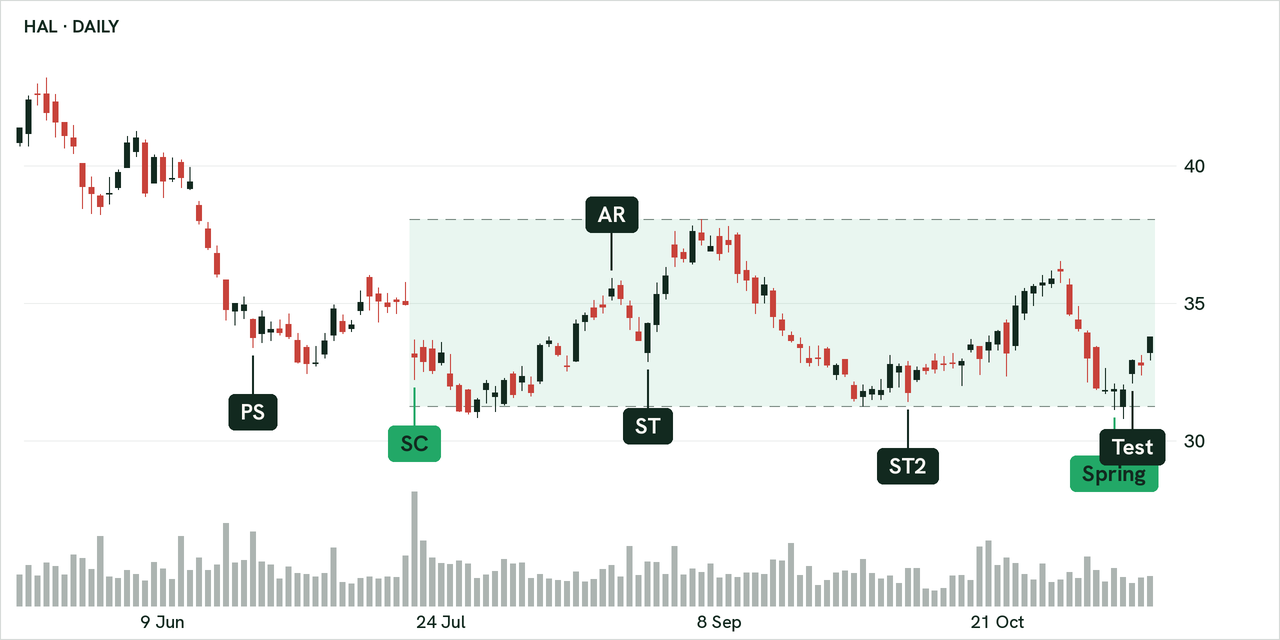 HAL · DAILY
40
AR
35
PS
ST
SC
Test
30
ST2
Spring
9 Jun
24 Jul
8 Sep
21 Oct